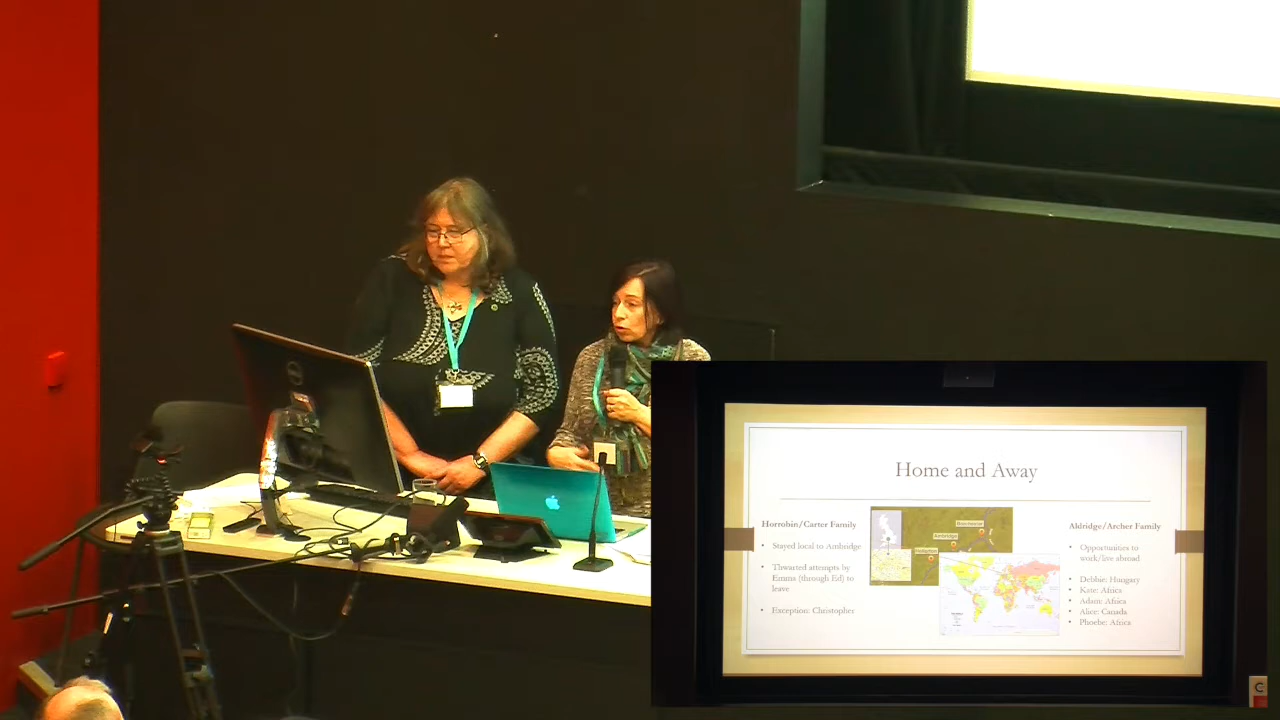 Home and Away
Horrobin/Carter Family
• Stayed local to Ambridge
• Thwarted attempts by
Emma (through Ed) to
leave
• Exception: Christopher
Borchester
Ambridge
Aldridge/Archer Family
• Opportunities to
work/live abroad
• Debbie: Hungary
• Kate: Africa
• Adam: Africa
• Alice: Canada
• Phoebe: Africa
C